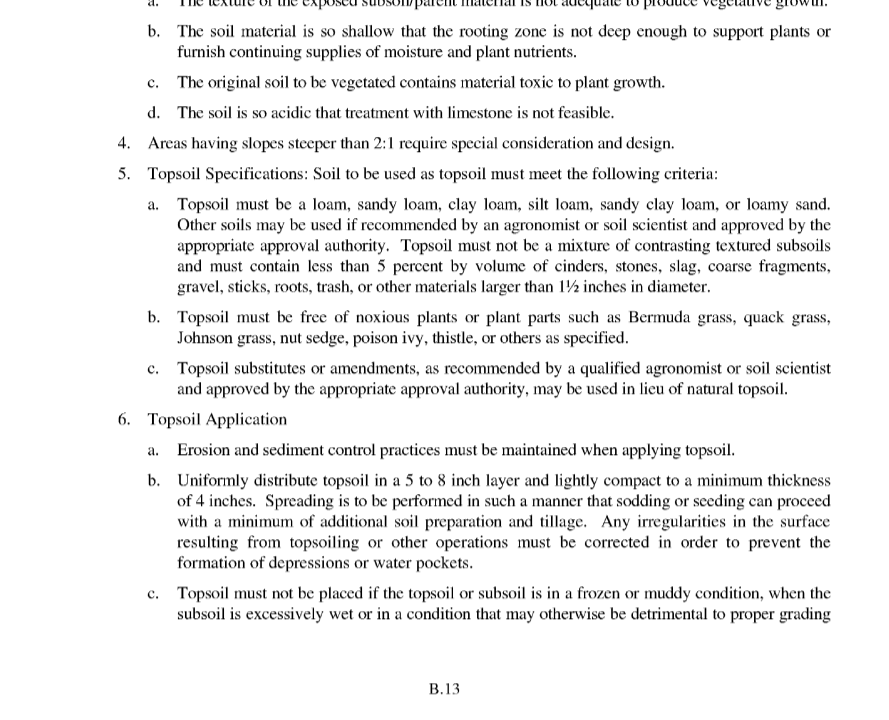 a. The texture of the exposed subsoil/parent material is not adequate to produce vegetative growth.
b. The soil material is so shallow that the rooting zone is not deep enough to support plants or
furnish continuing supplies of moisture and plant nutrients.
c. The original soil to be vegetated contains material toxic to plant growth.
d. The soil is so acidic that treatment with limestone is not feasible.
4. Areas having slopes steeper than 2:1 require special consideration and design.
5. Topsoil Specifications: Soil to be used as topsoil must meet the following criteria:
a. Topsoil must be a loam, sandy loam, clay loam, silt loam, sandy clay loam, or loamy sand.
Other soils may be used if recommended by an agronomist or soil scientist and approved by the
appropriate approval authority. Topsoil must not be a mixture of contrasting textured subsoils
and must contain less than 5 percent by volume of cinders, stones, slag, coarse fragments,
gravel, sticks, roots, trash, or other materials larger than 1½ inches in diameter.
b. Topsoil must be free of noxious plants or plant parts such as Bermuda grass, quack grass,
Johnson grass, nut sedge, poison ivy, thistle, or others as specified.
c. Topsoil substitutes or amendments, as recommended by a qualified agronomist or soil scientist
and approved by the appropriate approval authority, may be used in lieu of natural topsoil.
6. Topsoil Application
a. Erosion and sediment control practices must be maintained when applying topsoil.
b. Uniformly distribute topsoil in a 5 to 8 inch layer and lightly compact to a minimum thickness
of 4 inches. Spreading is to be performed in such a manner that sodding or seeding can proceed
with a minimum of additional soil preparation and tillage. Any irregularities in the surface
resulting from topsoiling or other operations must be corrected in order to prevent the
formation of depressions or water pockets.
c. Topsoil must not be placed if the topsoil or subsoil is in a frozen or muddy condition, when the
subsoil is excessively wet or in a condition that may otherwise be detrimental to proper grading
B.13